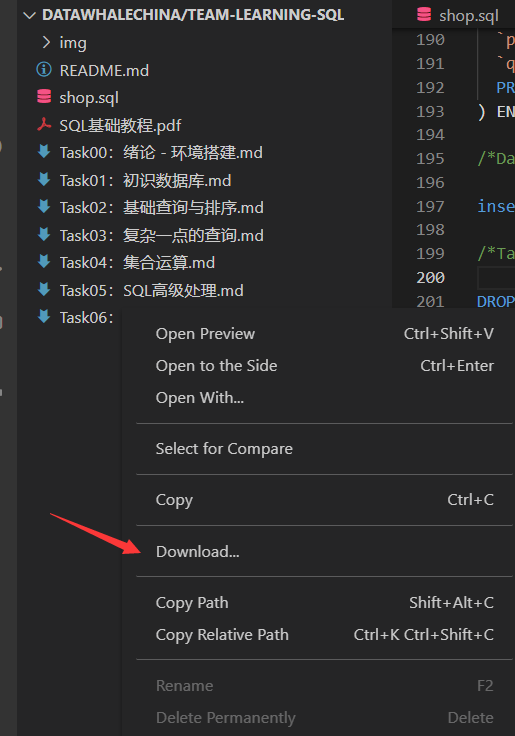 DATAWHALECHINA/TEAM-LEARNING-SQL
img
README.md
shop.sql
SQL基础教程.pdf
Task00：绪论 - 环境搭建.md
Task01：初识数据库.md
Task02：基础查询与排序.md
Task03：复杂一点的查询.md
Task04：集合运算.md
Task05：SQL高级处理.md
Task06：
shop.sql
190 `p
191 `q
192 PR
193 ) EN
194
195 /*Da
196
197 inse
198
199 /*Ta
200
201 DROP
Open Preview Ctrl+Shift+V
Open to the Side Ctrl+Enter
Open With...
Select for Compare
Copy Ctrl+C
Download...
Copy Path Shift+Alt+C
Copy Relative Path Ctrl+K Ctrl+Shift+C
Rename F2
Delete Permanently Delete